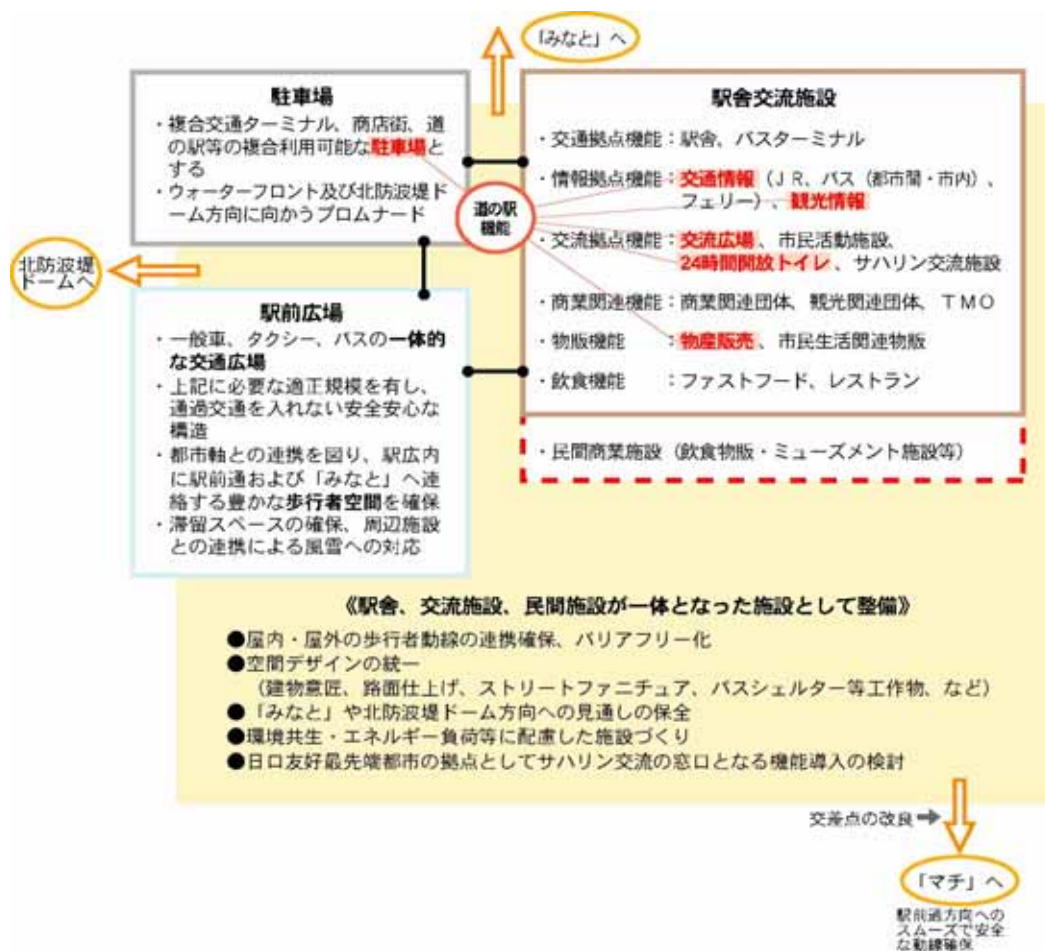 「みなと」へ
駐車場
・複合交通ターミナル、商店街、道
の駅等の複合利用可能な駐車場と
する
・ウォーターフロント及び北防波堤ド
ーム方向に向かうプロムナード
道の駅
機能
駅舎交流施設
・交通拠点機能：駅舎、バスターミナル
・情報拠点機能：交通情報（ＪＲ、バス（都市間・市内）、
フェリー）、観光情報
・交流拠点機能：交流広場、市民活動施設、
24時間開放トイレ、サハリン交流施設
・商業関連機能：商業関連団体、観光関連団体、ＴＭＯ
・物販機能　　：物産販売、市民生活関連物販
・飲食機能　　：ファストフード、レストラン
・民間商業施設（飲食物販・ミューズメント施設等）
北防波堤
ドームへ
駅前広場
・一般車、タクシー、バスの一体的
な交通広場
・上記に必要な適正規模を有し、
通過交通を入れない安全安心な
構造
・都市軸との連携を図り、駅広内
に駅前通および「みなと」へ連
絡する豊かな歩行者空間を確保
・滞留スペースの確保、周辺施設
との連携による風雪への対応
《駅舎、交流施設、民間施設が一体となった施設として整備》
●屋内・屋外の歩行者動線の連携確保、バリアフリー化
●空間デザインの統一
（建物意匠、路面仕上げ、ストリートファニチュア、バスシェルター等工作物、など）
●「みなと」や北防波堤ドーム方向への見通しの保全
●環境共生・エネルギー負荷等に配慮した施設づくり
●日ロ友好最先端都市の拠点としてサハリン交流の窓口となる機能導入の検討
交差点の改良
「マチ」へ
駅前通方向への
スムーズで安全
な動線確保